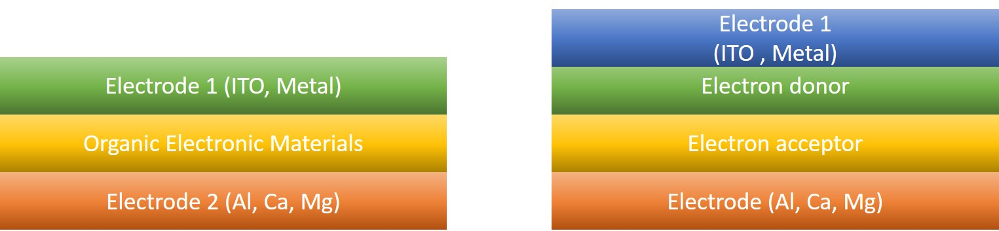 Electrode 1 (ITO, Metal)
Organic Electronic Materials
Electrode 2 (Al, Ca, Mg)
Electrode 1
(ITO , Metal)
Electron donor
Electron acceptor
Electrode (Al, Ca, Mg)